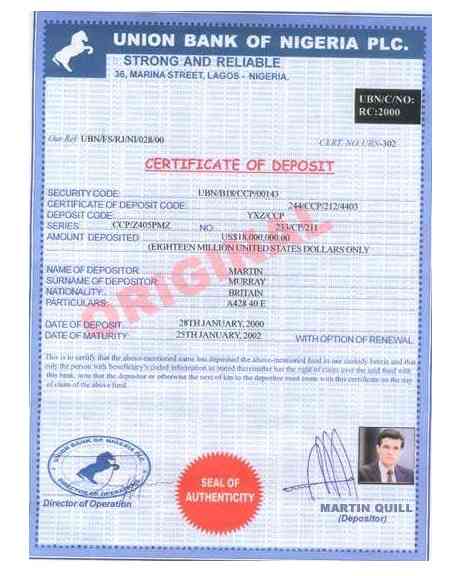 UNION BANK OF NIGERIA PLC.
STRONG AND RELIABLE
36, MARINA STREET, LAGOS - NIGERIA.
UBN/C/NO:
RC:2000
Our Ref: UBN/FS/RJ/NI/028/00
CERT. NO.UBN-302
CERTIFICATE OF DEPOSIT
SECURITY CODE: UBN/B18/CCP/00143
CERTIFICATE OF DEPOSIT CODE: 244/CCP/212/4403
DEPOSIT CODE: YXZ/CCP
SERIES: CCP/Z405PMZ NO. 233/CP/211
AMOUNT DEPOSITED US$18,000,000.00
(EIGHTEEN MILLION UNITED STATES DOLLARS ONLY
ORIGINAL
NAME OF DEPOSITOR: MARTIN
SURNAME OF DEPOSITOR: MURRAY
NATIONALITY: BRITAIN
PARTICULARS: A428 40 E
DATE OF DEPOSIT: 28TH JANUARY, 2000
DATE OF MATURITY: 25TH JANUARY, 2002 WITH OPTION OF RENEWAL
This is to certify that the above-mentioned name has deposited the above-mentioned fund in our custody herein and that
only the person with beneficiary's coded information as stated thereunder has the right of claim over the said fund with
this bank, note that the depositor or otherwise the next of kin to the depositor must come with this certificate on the day
of claim of the above fund.
UNION BANK OF NIGERIA PLC.
DIRECTOR OF OPERATION
Director of Operation
SEAL OF
AUTHENTICITY
MARTIN QUILL
(Depositor)